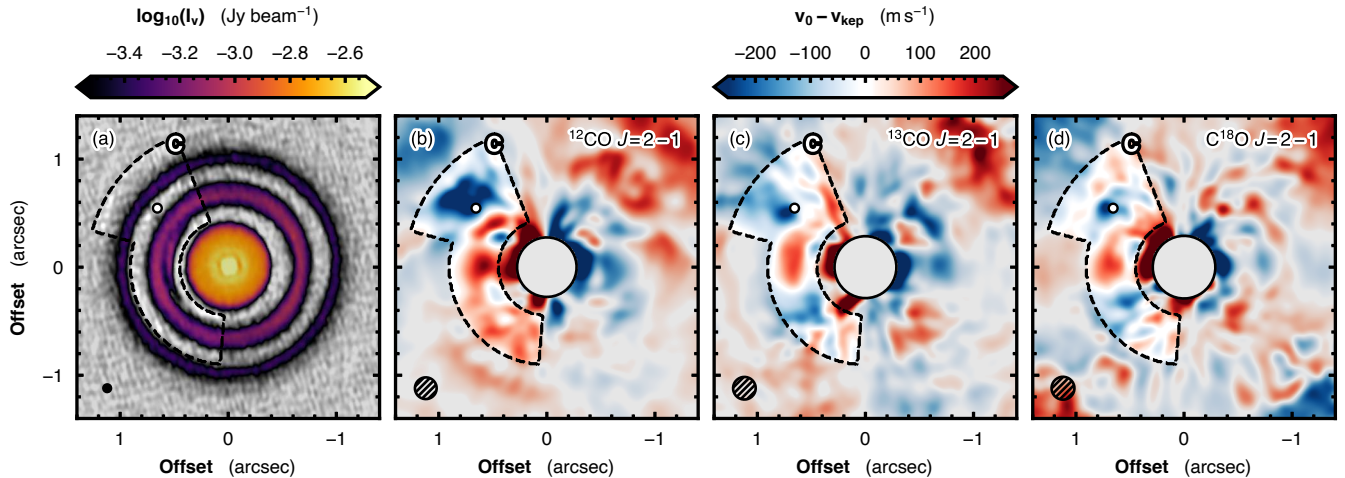 log₁₀(Iᵥ) (Jy beam⁻¹)
v₀ – vₖₑₚ (m s⁻¹)
−3.4 −3.2 −3.0 −2.8 −2.6
−200 −100 0 100 200
(a)
(b) ¹²CO J=2−1
(c) ¹³CO J=2−1
(d) C¹⁸O J=2−1
C C C C
Offset (arcsec)
1
0
−1
1 0 −1 1 0 −1 1 0 −1 1 0 −1
Offset (arcsec) Offset (arcsec) Offset (arcsec) Offset (arcsec)